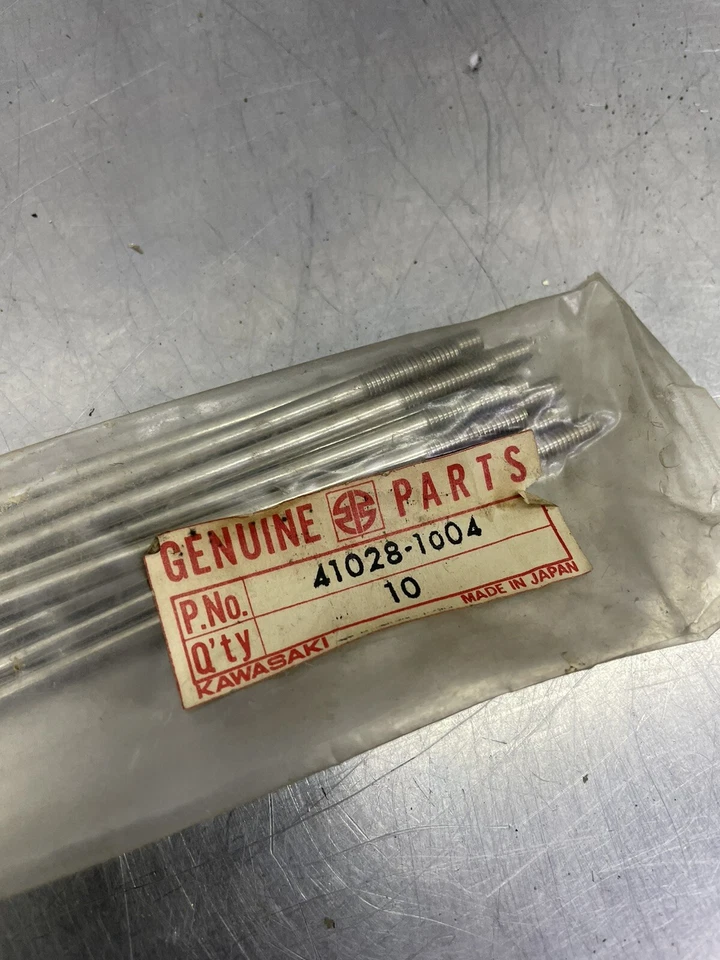 GENUINE PARTS
P.No. 41028-1004
Q'ty 10
KAWASAKI MADE IN JAPAN